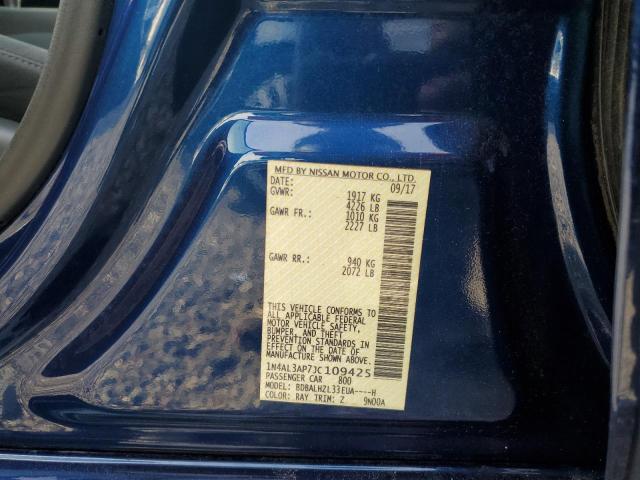 MFD BY NISSAN MOTOR CO., LTD.
DATE: 09/17
GVWR: 1917 KG
4226 LB
GAWR FR.: 1010 KG
2227 LB
GAWR RR.: 940 KG
2072 LB
THIS VEHICLE CONFORMS TO
ALL APPLICABLE FEDERAL
MOTOR VEHICLE SAFETY,
BUMPER, AND THEFT
PREVENTION STANDARDS IN
EFFECT ON THE DATE OF
MANUFACTURE SHOWN ABOVE.
1N4AL3AP7JC109425
PASSENGER CAR 800
MODEL: BDBALHZL33EUA----H
COLOR: RAY TRIM: Z 9N00A